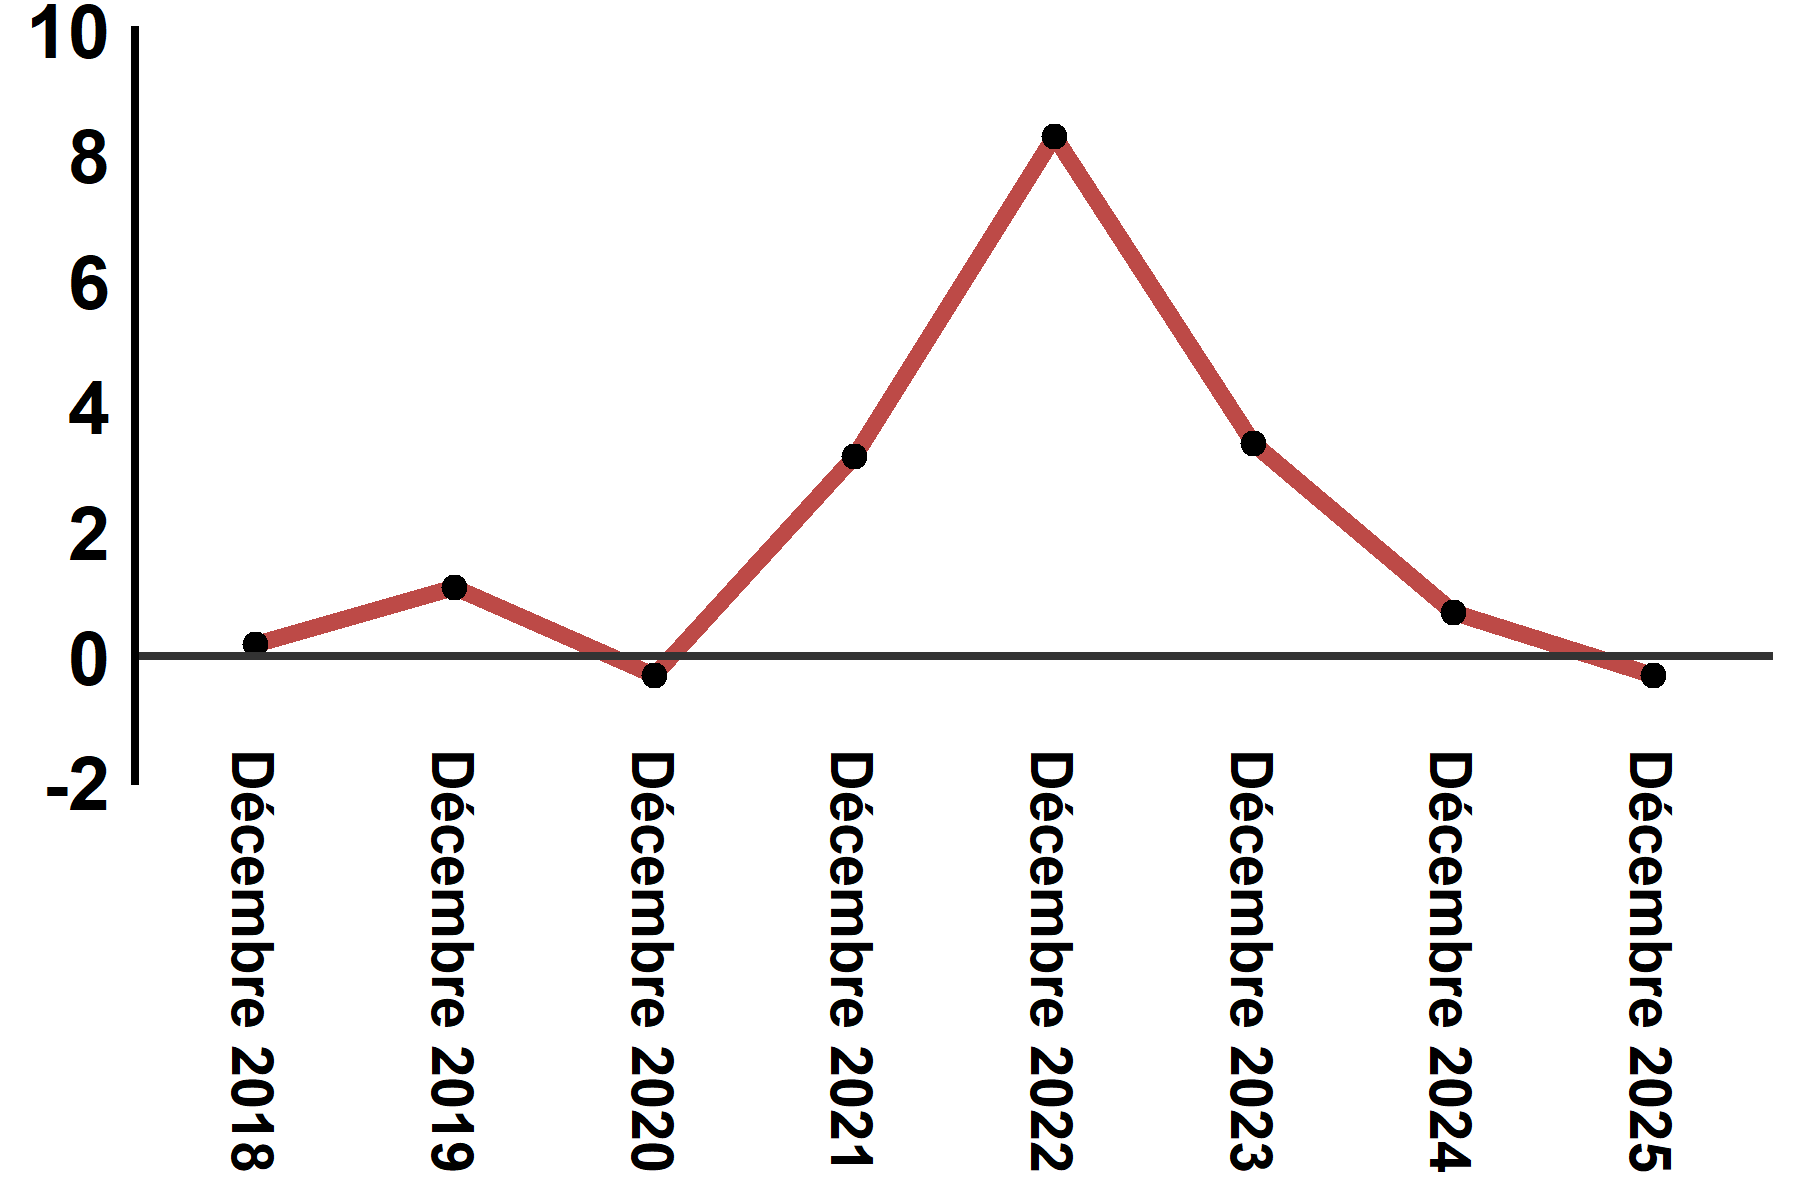 10
8
6
4
2
0
-2
Décembre 2018
Décembre 2019
Décembre 2020
Décembre 2021
Décembre 2022
Décembre 2023
Décembre 2024
Décembre 2025